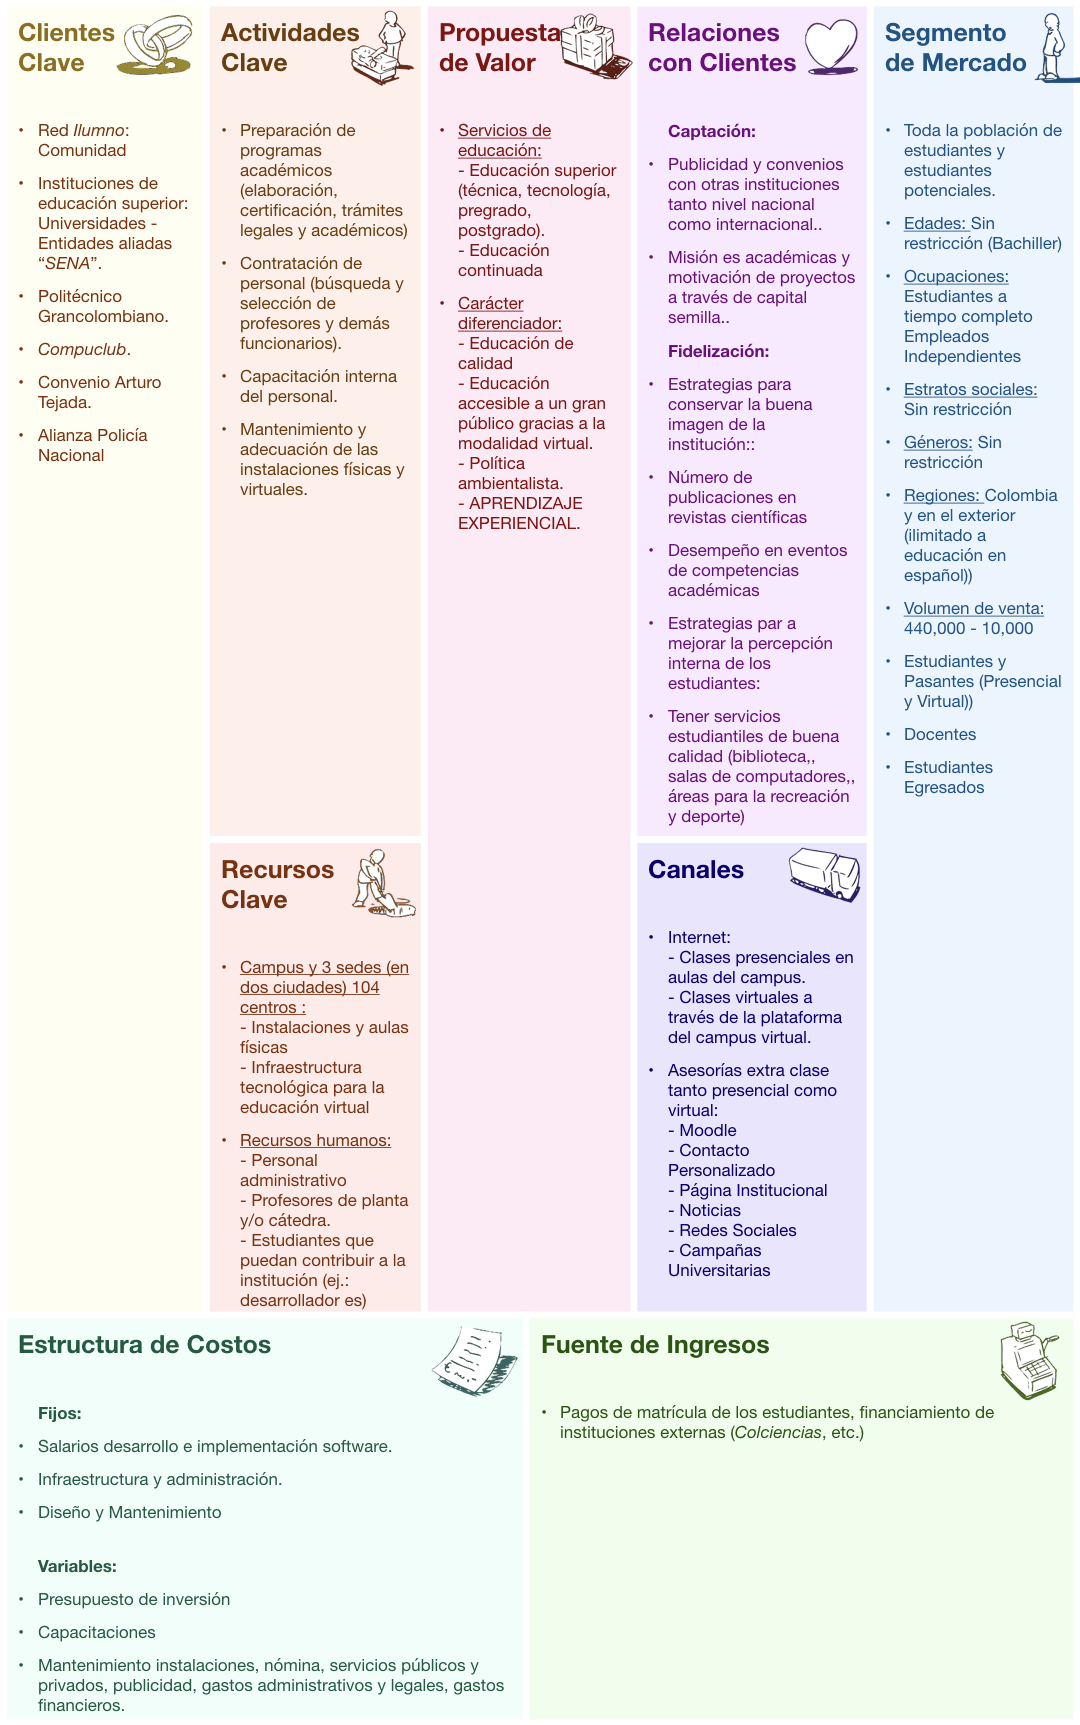 Clientes
Clave
• Red Ilumno:
Comunidad
• Instituciones de
educación superior:
Universidades -
Entidades aliadas
“SENA”.
• Politécnico
Grancolombiano.
• Compuclub.
• Convenio Arturo
Tejada.
• Alianza Policía
Nacional
Actividades
Clave
• Preparación de
programas
académicos
(elaboración,
certificación, trámites
legales y académicos)
• Contratación de
personal (búsqueda y
selección de
profesores y demás
funcionarios).
• Capacitación interna
del personal.
• Mantenimiento y
adecuación de las
instalaciones físicas y
virtuales.
Recursos
Clave
• Campus y 3 sedes (en
dos ciudades) 104
centros :
- Instalaciones y aulas
físicas
- Infraestructura
tecnológica para la
educación virtual
• Recursos humanos:
- Personal
administrativo
- Profesores de planta
y/o cátedra.
- Estudiantes que
puedan contribuir a la
institución (ej.:
desarrollador es)
Propuesta
de Valor
• Servicios de
educación:
- Educación superior
(técnica, tecnología,
pregrado,
postgrado).
- Educación
continuada
• Carácter
diferenciador:
- Educación de
calidad
- Educación
accesible a un gran
público gracias a la
modalidad virtual.
- Política
ambientalista.
- APRENDIZAJE
EXPERIENCIAL.
Relaciones
con Clientes
Captación:
• Publicidad y convenios
con otras instituciones
tanto nivel nacional
como internacional..
• Misión es académicas y
motivación de proyectos
a través de capital
semilla..
Fidelización:
• Estrategias para
conservar la buena
imagen de la
institución::
• Número de
publicaciones en
revistas científicas
• Desempeño en eventos
de competencias
académicas
• Estrategias par a
mejorar la percepción
interna de los
estudiantes:
• Tener servicios
estudiantiles de buena
calidad (biblioteca,,
salas de computadores,,
áreas para la recreación
y deporte)
Canales
• Internet:
- Clases presenciales en
aulas del campus.
- Clases virtuales a
través de la plataforma
del campus virtual.
• Asesorías extra clase
tanto presencial como
virtual:
- Moodle
- Contacto
Personalizado
- Página Institucional
- Noticias
- Redes Sociales
- Campañas
Universitarias
Segmento
de Mercado
• Toda la población de
estudiantes y
estudiantes
potenciales.
• Edades: Sin
restricción (Bachiller)
• Ocupaciones:
Estudiantes a
tiempo completo
Empleados
Independientes
• Estratos sociales:
Sin restricción
• Géneros: Sin
restricción
• Regiones: Colombia
y en el exterior
(ilimitado a
educación en
español))
• Volumen de venta:
440,000 - 10,000
• Estudiantes y
Pasantes (Presencial
y Virtual))
• Docentes
• Estudiantes
Egresados
Estructura de Costos
Fijos:
• Salarios desarrollo e implementación software.
• Infraestructura y administración.
• Diseño y Mantenimiento
Variables:
• Presupuesto de inversión
• Capacitaciones
• Mantenimiento instalaciones, nómina, servicios públicos y
privados, publicidad, gastos administrativos y legales, gastos
financieros.
Fuente de Ingresos
• Pagos de matrícula de los estudiantes, financiamiento de
instituciones externas (Colciencias, etc.)